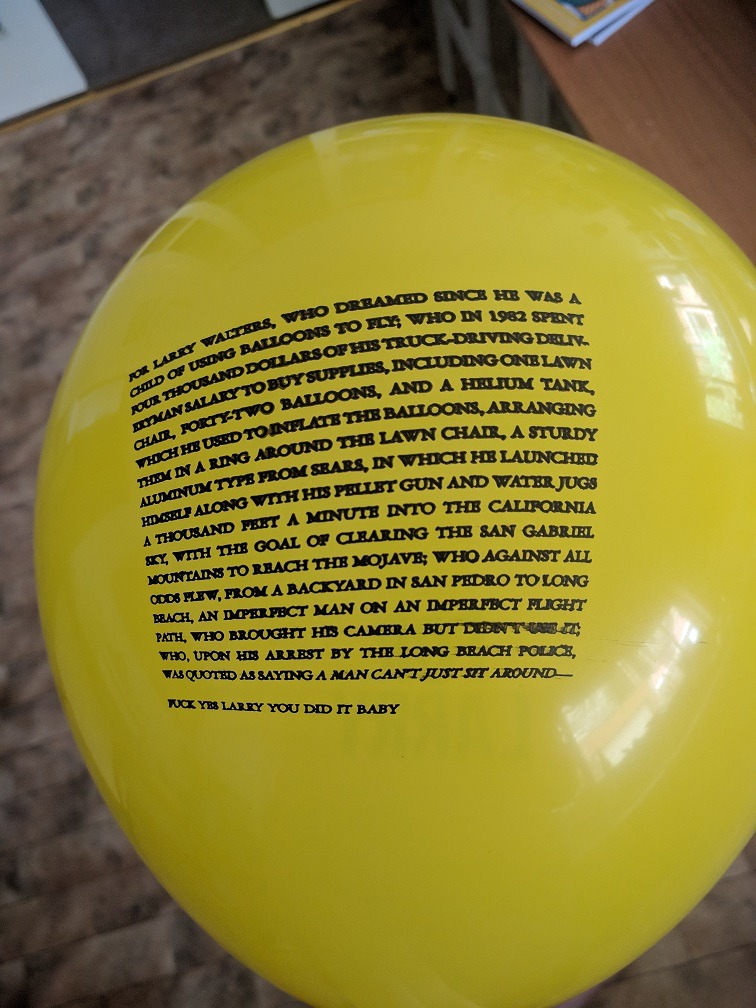 FOR LARRY WALTERS, WHO DREAMED SINCE HE WAS A
CHILD OF USING BALLOONS TO FLY; WHO IN 1982 SPENT
FOUR THOUSAND DOLLARS OF HIS TRUCK-DRIVING DELIV-
ERYMAN SALARY TO BUY SUPPLIES, INCLUDING ONE LAWN
CHAIR, FORTY-TWO BALLOONS, AND A HELIUM TANK,
WHICH HE USED TO INFLATE THE BALLOONS, ARRANGING
THEM IN A RING AROUND THE LAWN CHAIR, A STURDY
ALUMINUM TYPE FROM SEARS, IN WHICH HE LAUNCHED
HIMSELF ALONG WITH HIS PELLET GUN AND WATER JUGS
A THOUSAND FEET A MINUTE INTO THE CALIFORNIA
SKY, WITH THE GOAL OF CLEARING THE SAN GABRIEL
MOUNTAINS TO REACH THE MOJAVE; WHO AGAINST ALL
ODDS FLEW, FROM A BACKYARD IN SAN PEDRO TO LONG
BEACH, AN IMPERFECT MAN ON AN IMPERFECT FLIGHT
PATH, WHO BROUGHT HIS CAMERA BUT DIDN'T USE IT;
WHO, UPON HIS ARREST BY THE LONG BEACH POLICE,
WAS QUOTED AS SAYING A MAN CAN'T JUST SIT AROUND—
FUCK YES LARRY YOU DID IT BABY